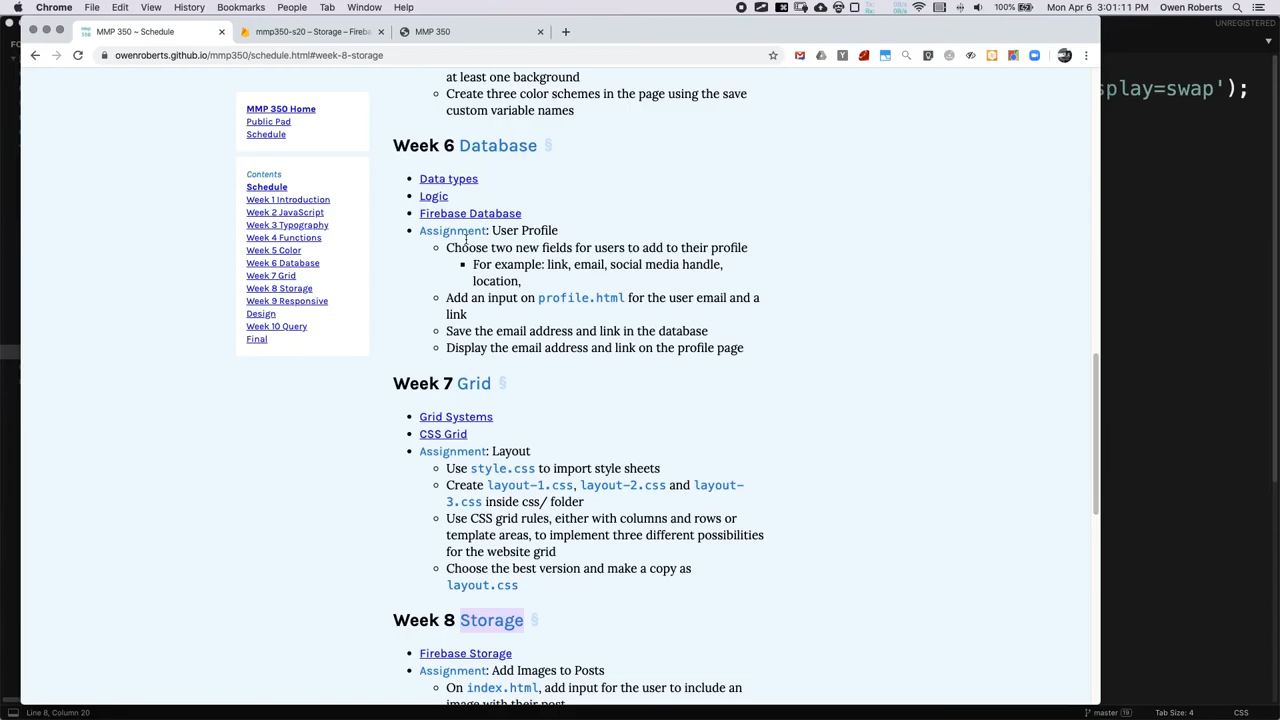 Chrome File Edit View History Bookmarks People Tab Window Help 100% Mon Apr 6 3:01:11 PM Owen Roberts
MMP 350 ~ Schedule
mmp350-s20 – Storage – Fireba
MMP 350
UNREGISTERED
owenroberts.github.io/mmp350/schedule.html#week-8-storage
splay=swap');
MMP 350 Home
Public Pad
Schedule
Contents
Schedule
Week 1 Introduction
Week 2 JavaScript
Week 3 Typography
Week 4 Functions
Week 5 Color
Week 6 Database
Week 7 Grid
Week 8 Storage
Week 9 Responsive
Design
Week 10 Query
Final
at least one background
Create three color schemes in the page using the save
custom variable names
Week 6 Database §
Data types
Logic
Firebase Database
Assignment: User Profile
Choose two new fields for users to add to their profile
For example: link, email, social media handle,
location,
Add an input on profile.html for the user email and a
link
Save the email address and link in the database
Display the email address and link on the profile page
Week 7 Grid §
Grid Systems
CSS Grid
Assignment: Layout
Use style.css to import style sheets
Create layout-1.css, layout-2.css and layout-
3.css inside css/ folder
Use CSS grid rules, either with columns and rows or
template areas, to implement three different possibilities
for the website grid
Choose the best version and make a copy as
layout.css
Week 8 Storage §
Firebase Storage
Assignment: Add Images to Posts
On index.html, add input for the user to include an
image with their post
Line 8, Column 20
master 19 Tab Size: 4 CSS